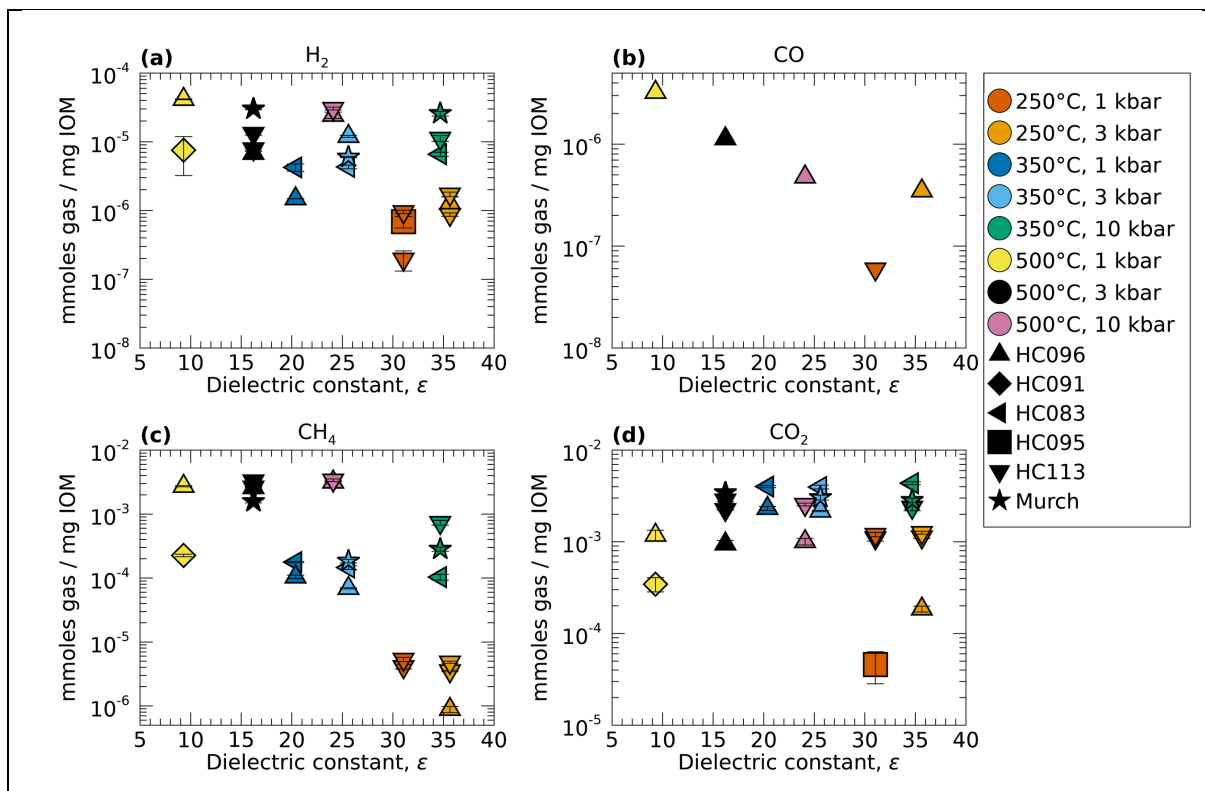 (a) H₂
mmoles gas / mg IOM
10⁻⁴
10⁻⁵
10⁻⁶
10⁻⁷
10⁻⁸
5 10 15 20 25 30 35 40
Dielectric constant, ε
(b) CO
mmoles gas / mg IOM
10⁻⁶
10⁻⁷
10⁻⁸
5 10 15 20 25 30 35 40
Dielectric constant, ε
(c) CH₄
mmoles gas / mg IOM
10⁻²
10⁻³
10⁻⁴
10⁻⁵
10⁻⁶
5 10 15 20 25 30 35 40
Dielectric constant, ε
(d) CO₂
mmoles gas / mg IOM
10⁻²
10⁻³
10⁻⁴
10⁻⁵
5 10 15 20 25 30 35 40
Dielectric constant, ε
250°C, 1 kbar
250°C, 3 kbar
350°C, 1 kbar
350°C, 3 kbar
350°C, 10 kbar
500°C, 1 kbar
500°C, 3 kbar
500°C, 10 kbar
HC096
HC091
HC083
HC095
HC113
Murch